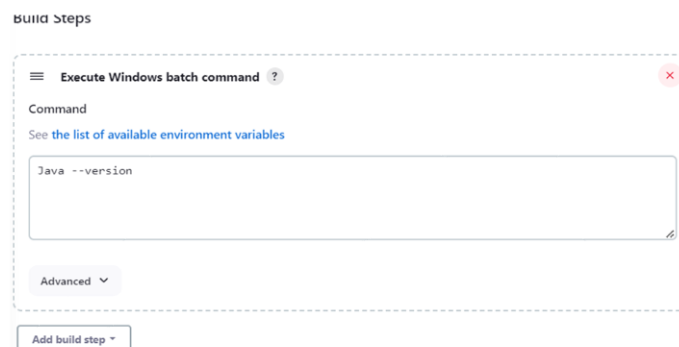 Build Steps
Execute Windows batch command ?
Command
See the list of available environment variables
Java --version
Advanced
Add build step